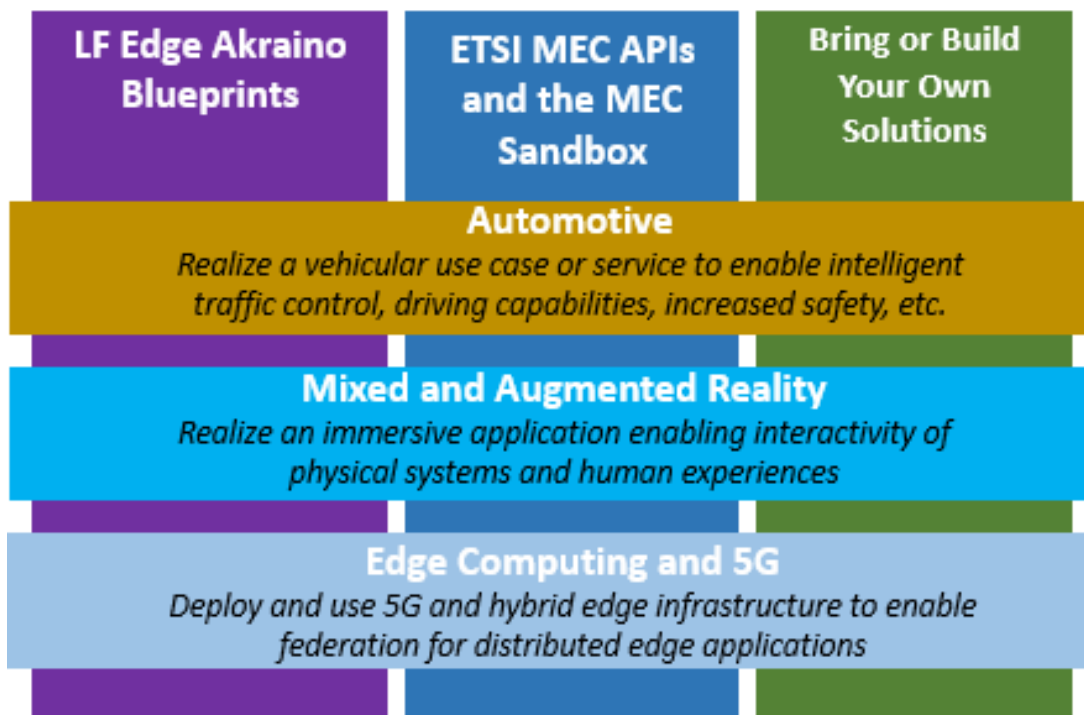 LF Edge Akraino
Blueprints
ETSI MEC APIs
and the MEC
Sandbox
Bring or Build
Your Own
Solutions
Automotive
Realize a vehicular use case or service to enable intelligent
traffic control, driving capabilities, increased safety, etc.
Mixed and Augmented Reality
Realize an immersive application enabling interactivity of
physical systems and human experiences
Edge Computing and 5G
Deploy and use 5G and hybrid edge infrastructure to enable
federation for distributed edge applications